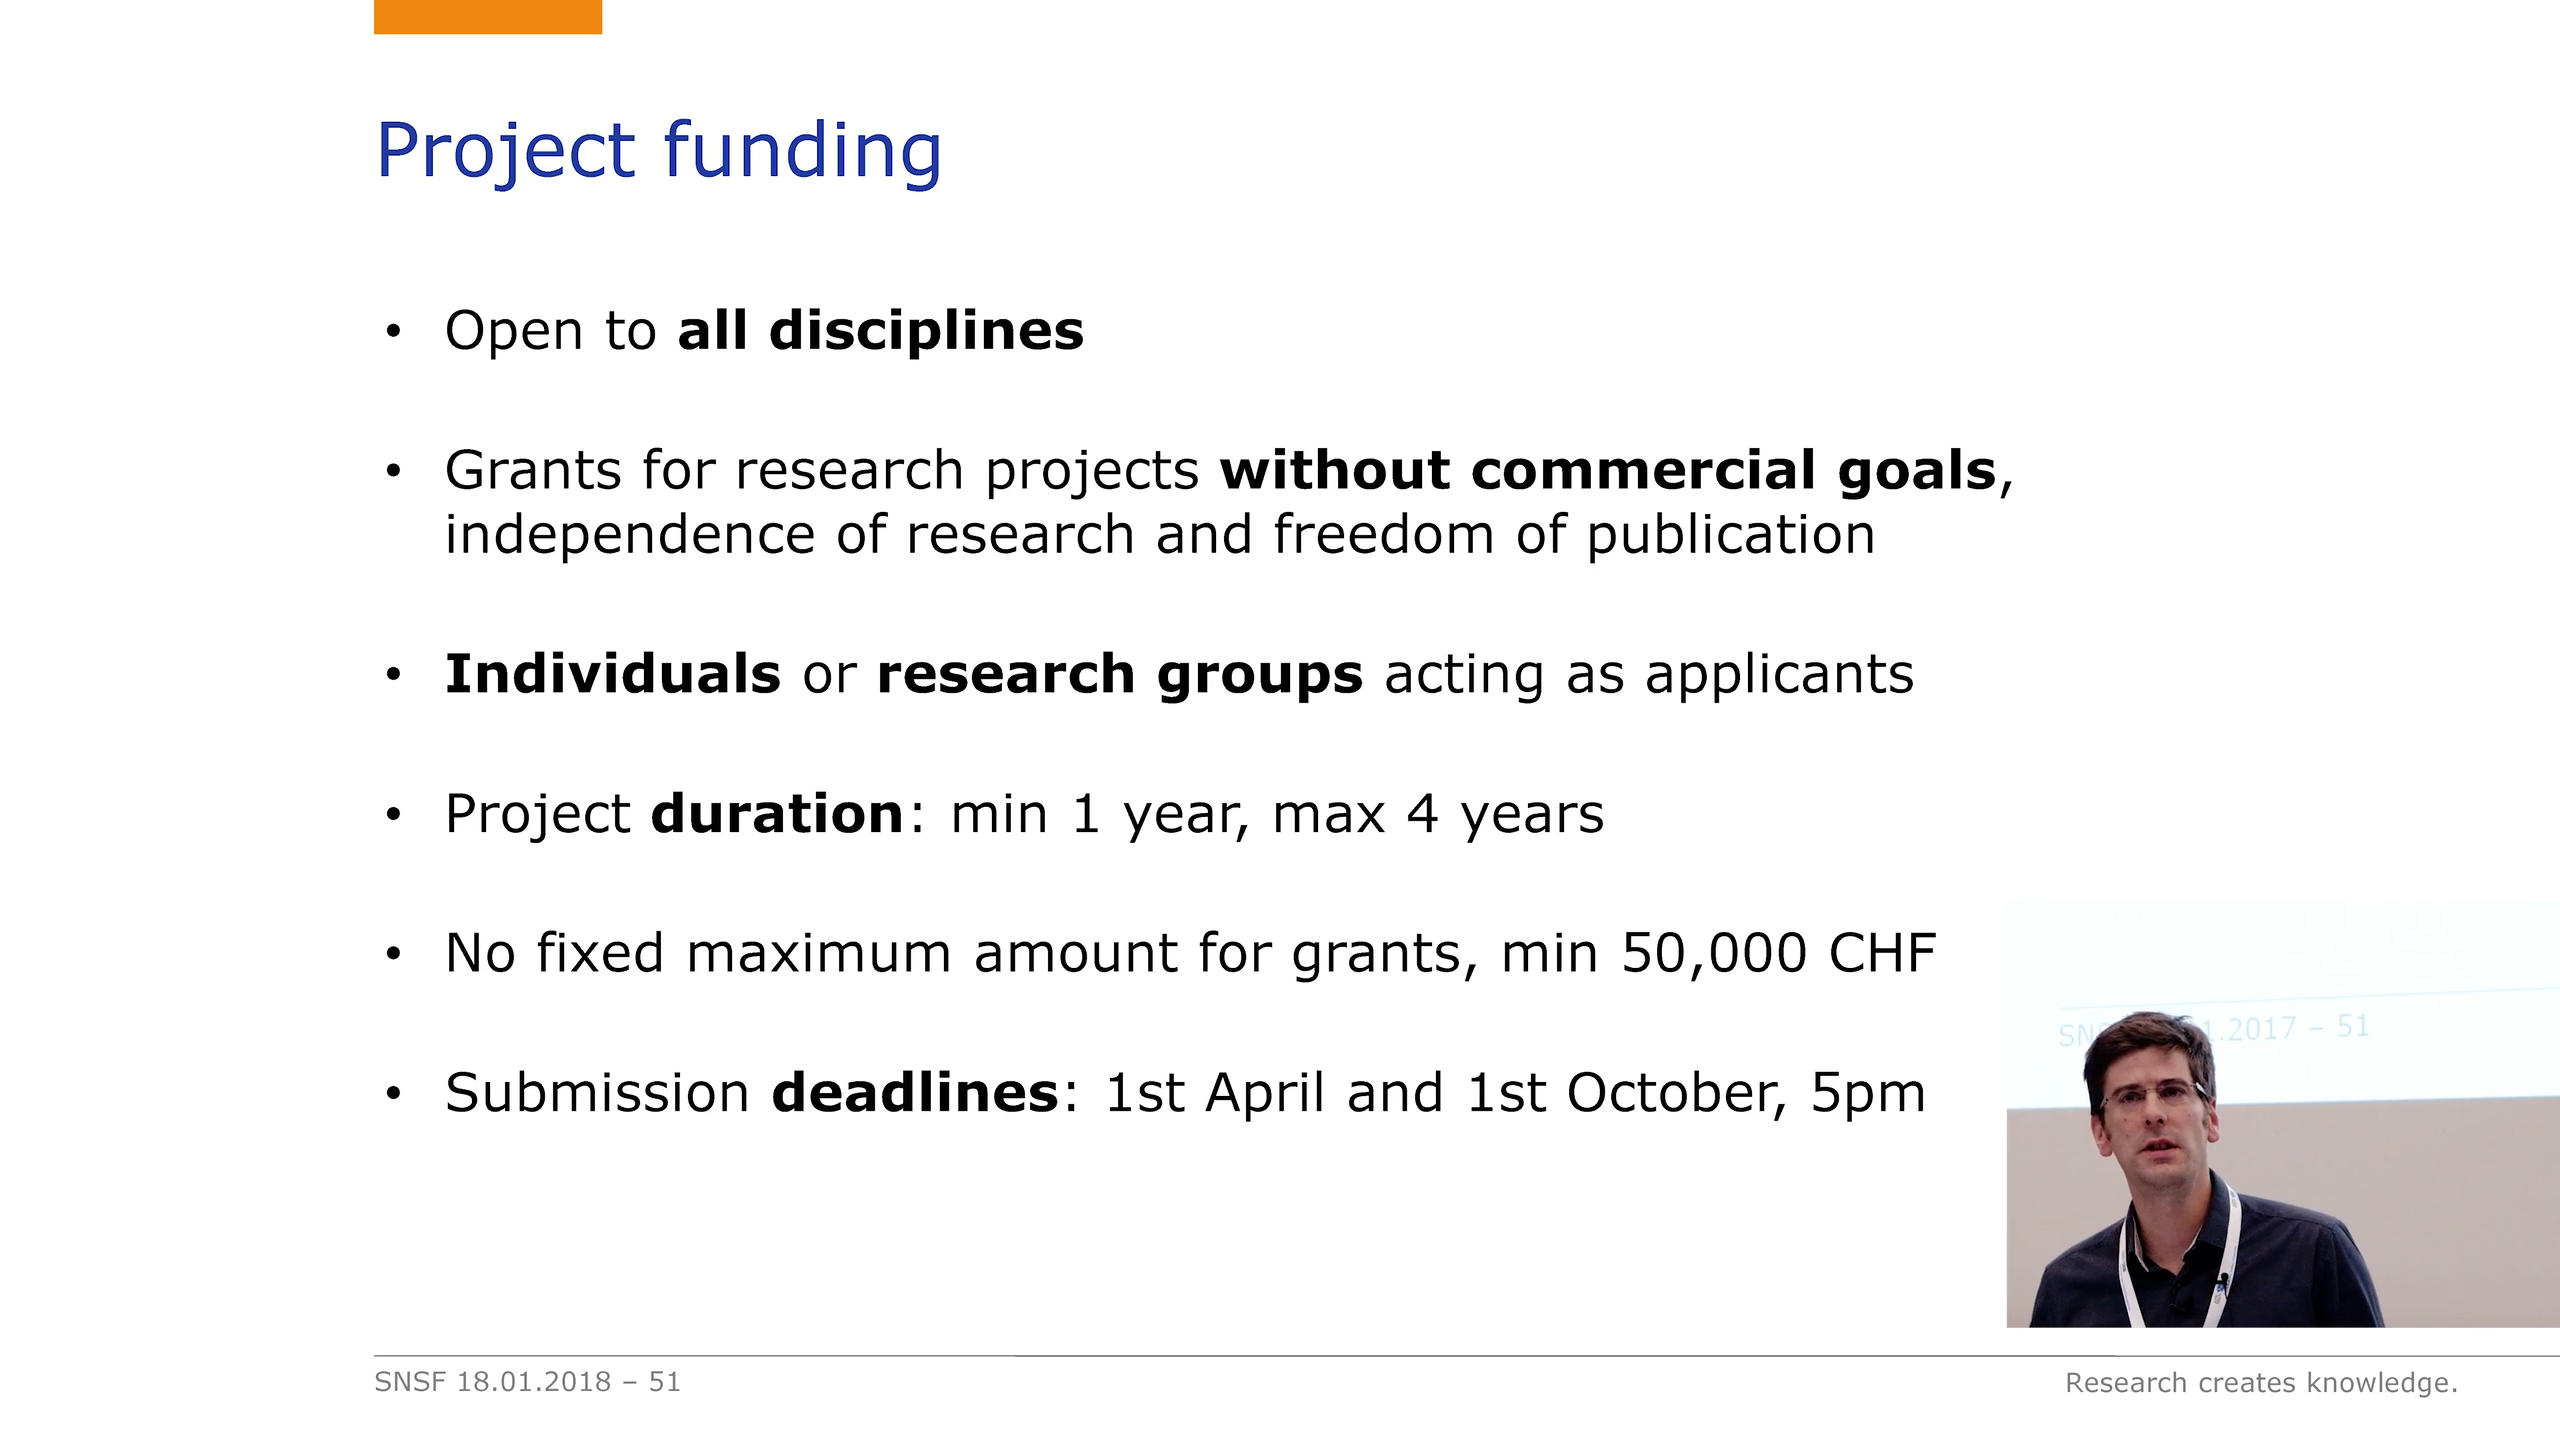 Project funding
• Open to all disciplines
• Grants for research projects without commercial goals,
independence of research and freedom of publication
• Individuals or research groups acting as applicants
• Project duration: min 1 year, max 4 years
• No fixed maximum amount for grants, min 50,000 CHF
• Submission deadlines: 1st April and 1st October, 5pm
.2017 – 51
SNSF 18.01.2018 – 51
Research creates knowledge.